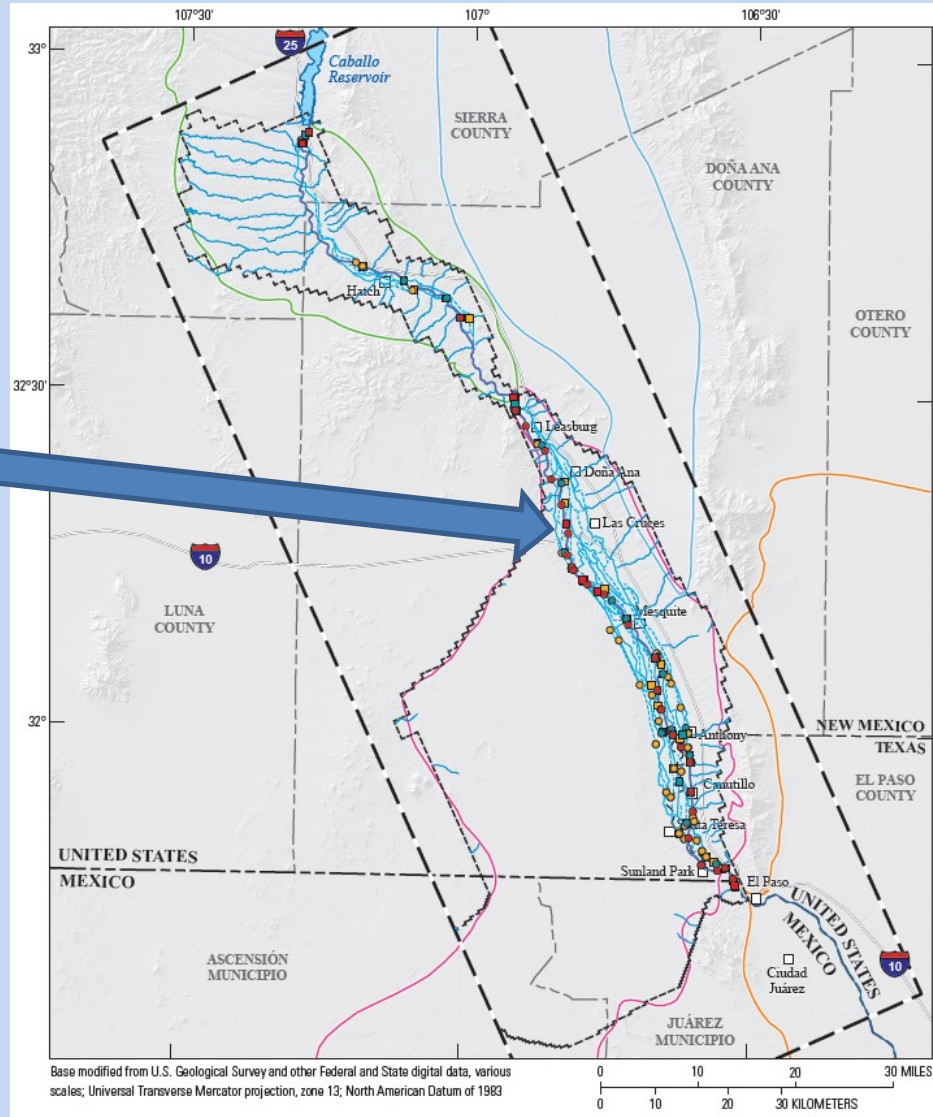 107°30'
107°
106°30'
33°
25
Caballo
Reservoir
SIERRA
COUNTY
DOÑA ANA
COUNTY
Hatch
OTERO
COUNTY
32°30'
Leasburg
Doña Ana
Las Cruces
10
LUNA
COUNTY
Mesquite
32°
NEW MEXICO
TEXAS
Anthony
EL PASO
COUNTY
Canutillo
Teresa
UNITED STATES
MEXICO
Sunland Park
El Paso
UNITED STATES
MEXICO
ASCENSIÓN
MUNICIPIO
Ciudad
Juárez
10
JUÁREZ
MUNICIPIO
Base modified from U.S. Geological Survey and other Federal and State digital data, various
scales; Universal Transverse Mercator projection, zone 13; North American Datum of 1983
0 10 20 30 MILES
0 10 20 30 KILOMETERS